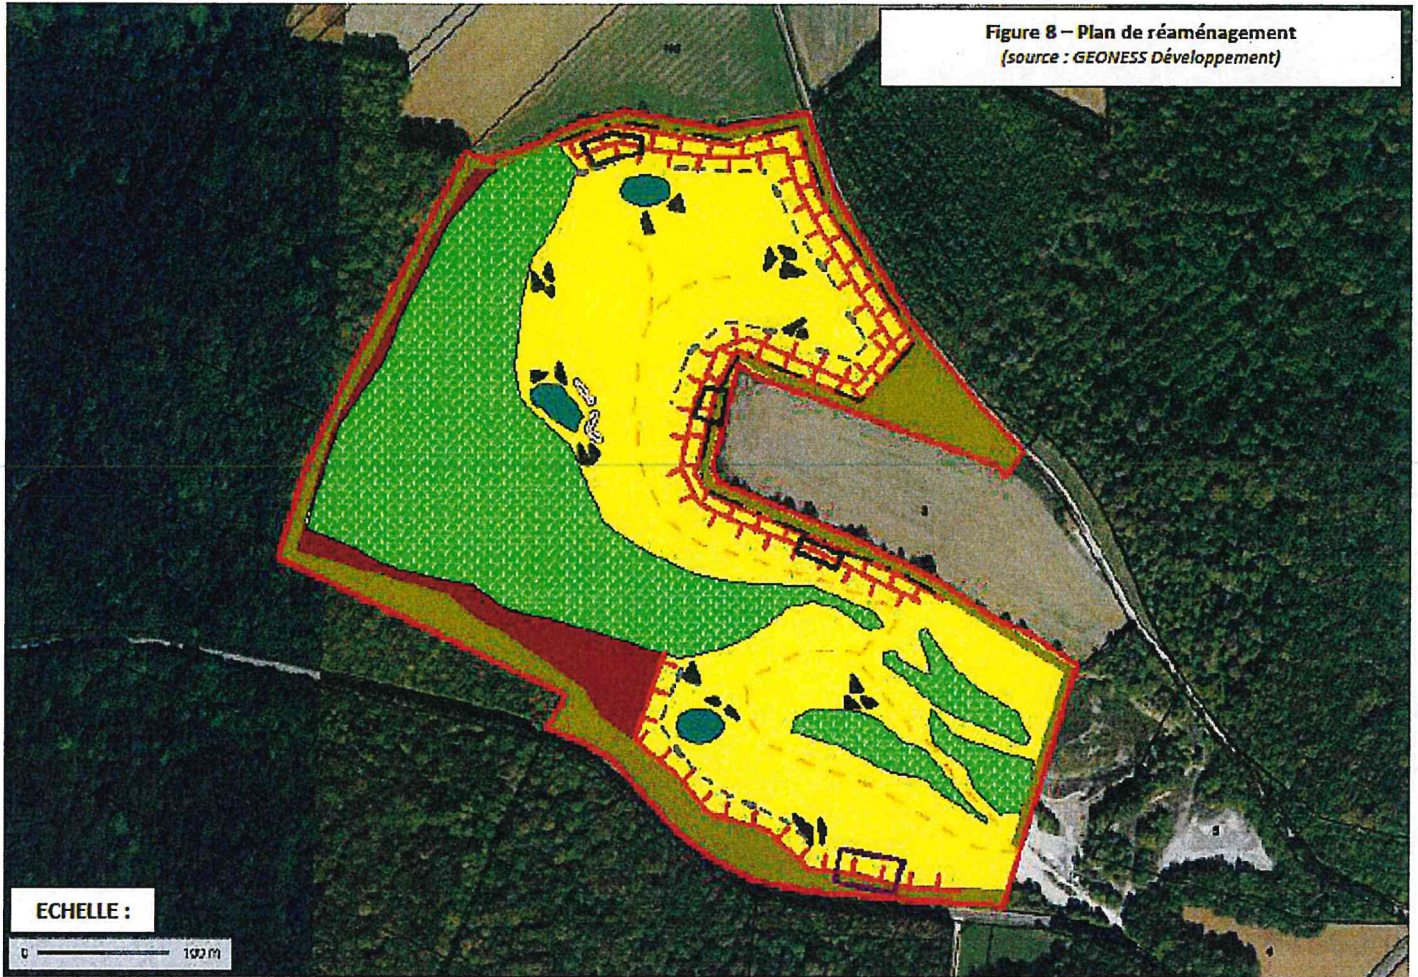 Figure 8 – Plan de réaménagement
(source : GEONESS Développement)
ECHELLE :
0 100 m